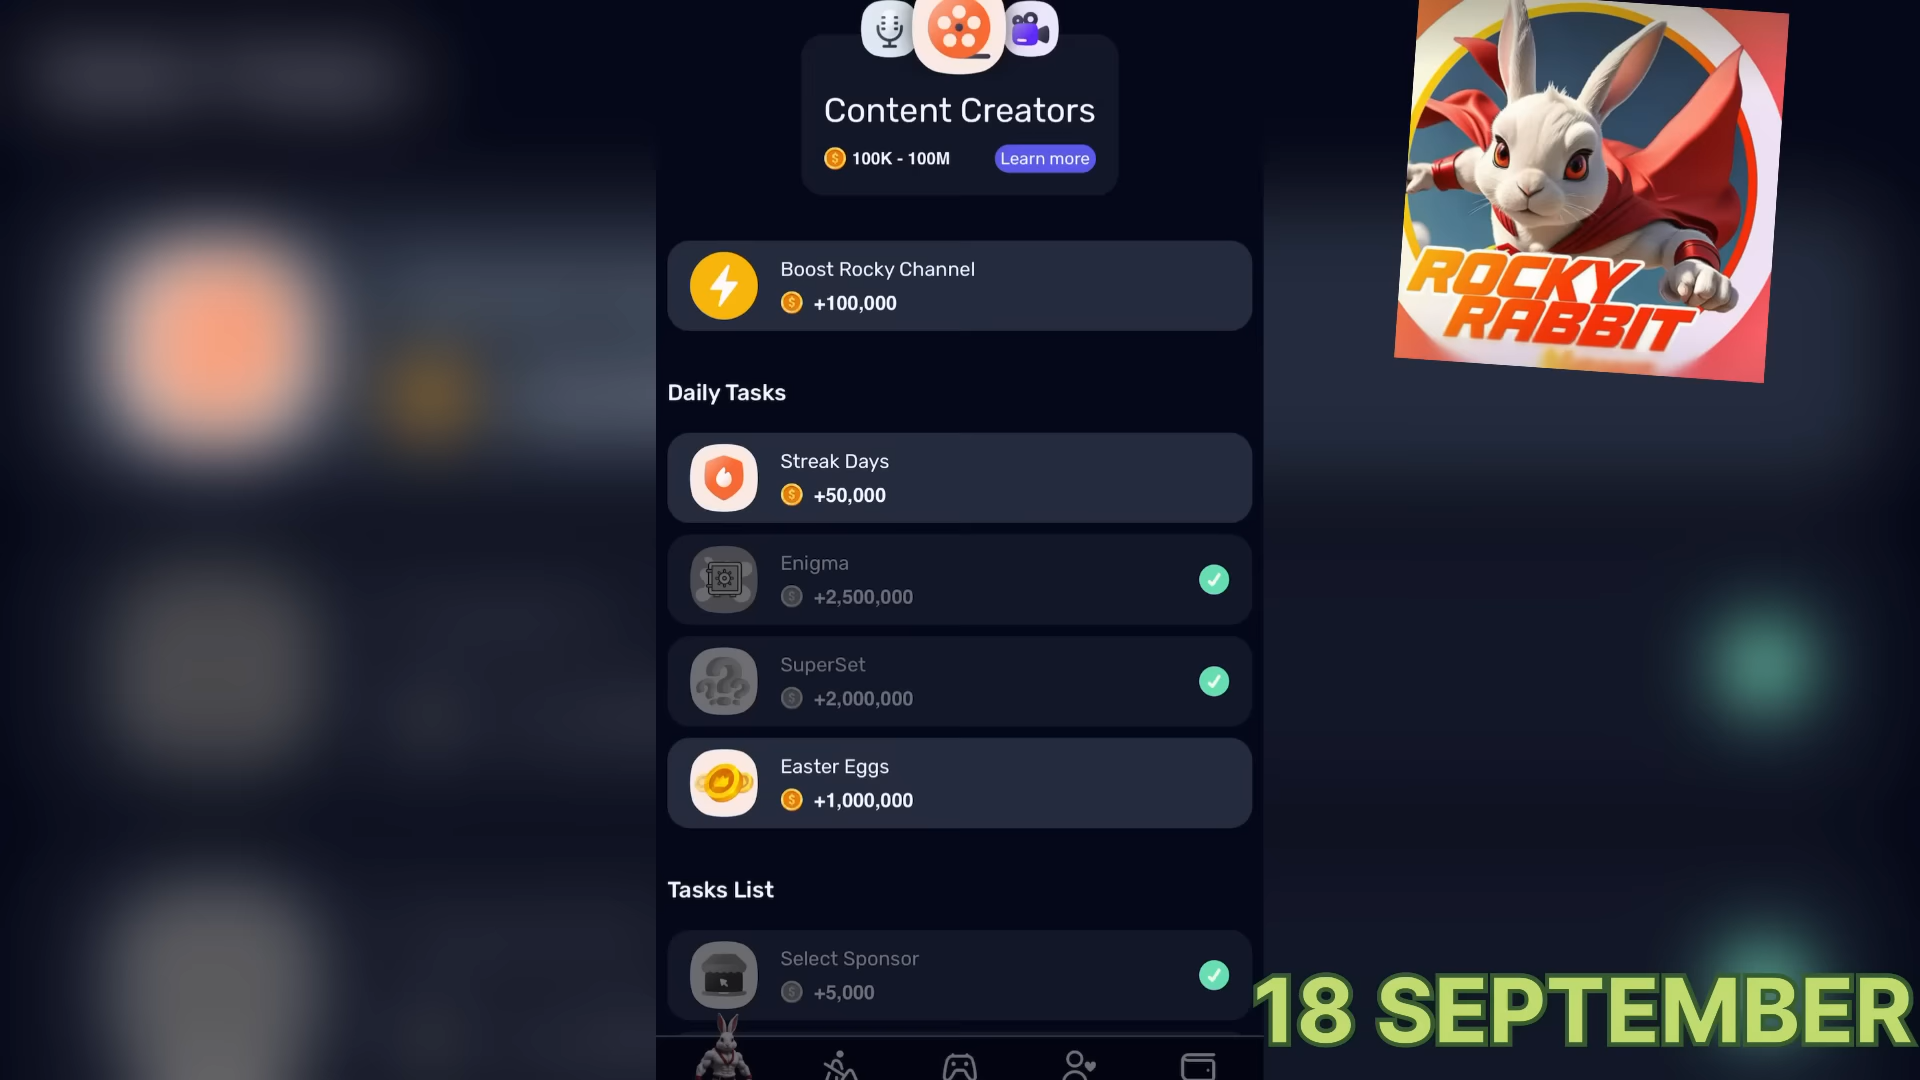 Content Creators
100K - 100M
Learn more
ROCKY
RABBIT
Boost Rocky Channel
+100,000
Daily Tasks
Streak Days
+50,000
Enigma
+2,500,000
SuperSet
+2,000,000
Easter Eggs
+1,000,000
Tasks List
Select Sponsor
+5,000
18 SEPTEMBER